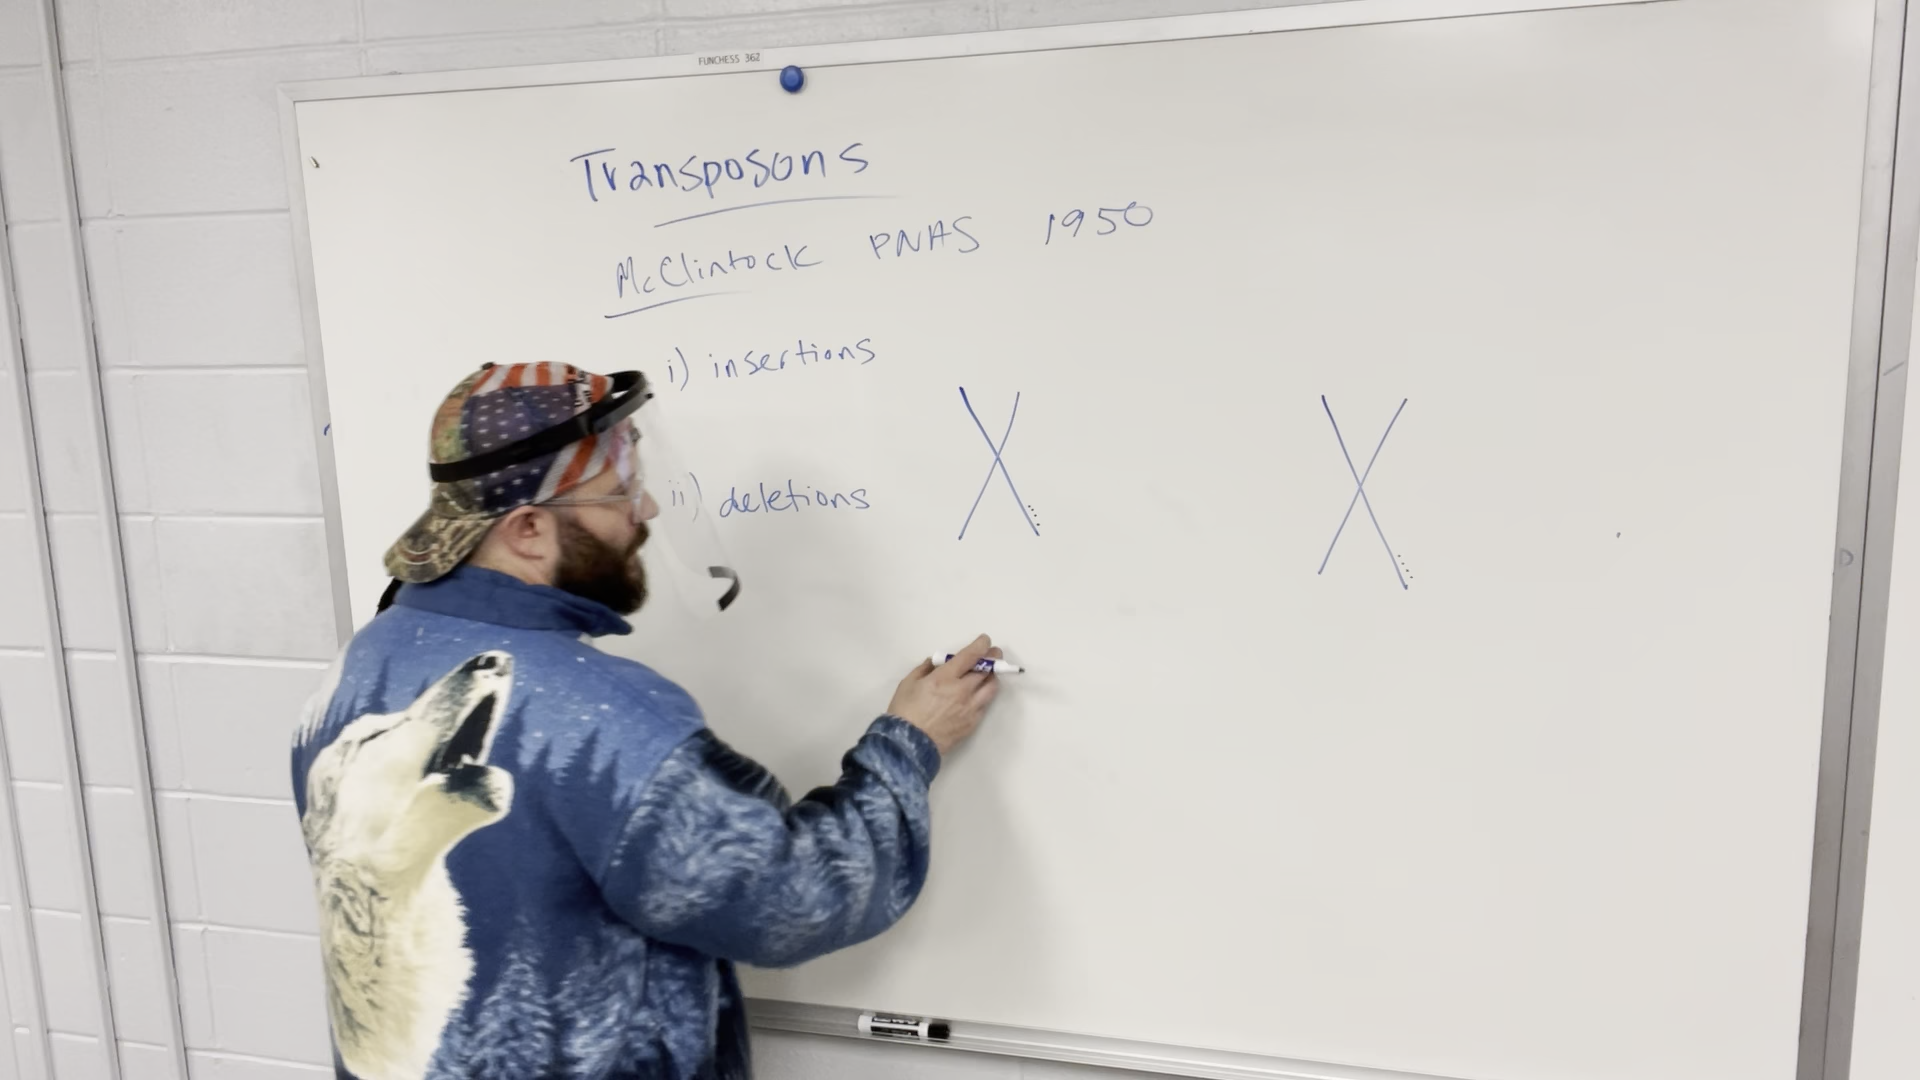 FUNCHESS 362
Transposons
McClintock PNAS 1950
i) insertions
ii) deletions